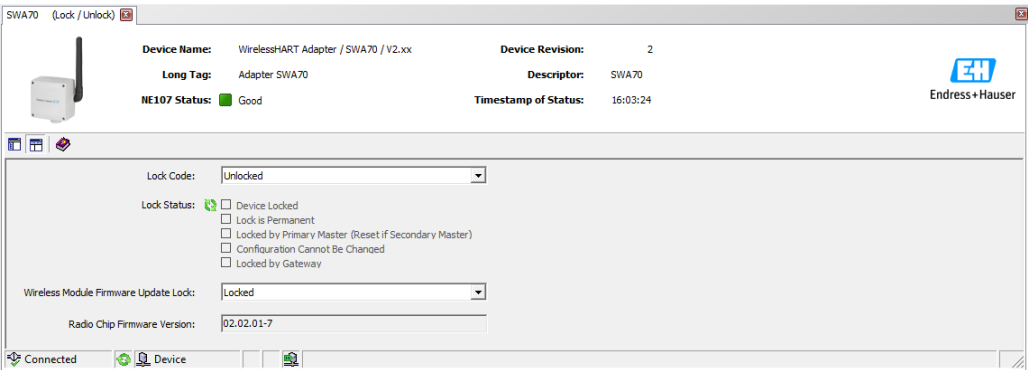 SWA70 (Lock / Unlock)
Device Name: WirelessHART Adapter / SWA70 / V2.xx Device Revision: 2
Long Tag: Adapter SWA70 Descriptor: SWA70
NE107 Status: Good Timestamp of Status: 16:03:24
EH
Endress+Hauser
Lock Code: Unlocked
Lock Status: Device Locked
Lock is Permanent
Locked by Primary Master (Reset if Secondary Master)
Configuration Cannot Be Changed
Locked by Gateway
Wireless Module Firmware Update Lock: Locked
Radio Chip Firmware Version: 02.02.01-7
Connected Device